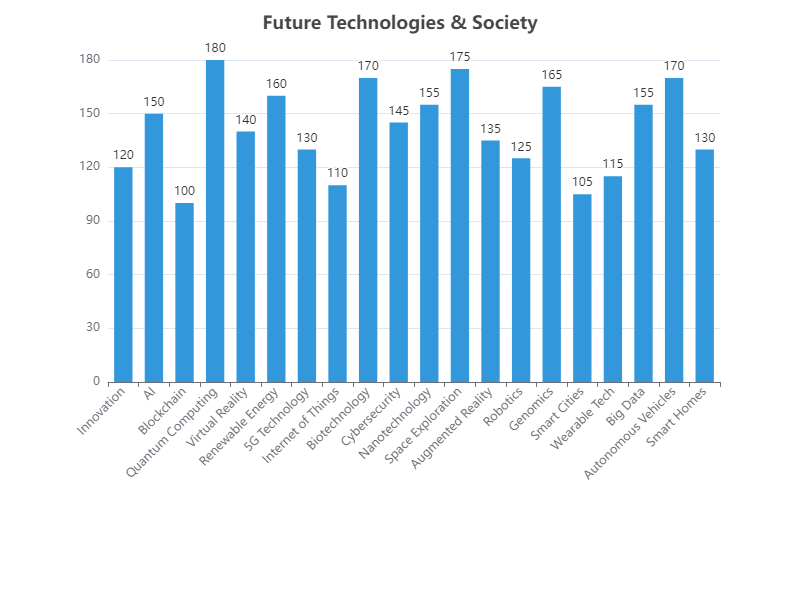 Future Technologies & Society
180
150
120
90
60
30
0
120
150
100
180
140
160
130
110
170
145
155
175
135
125
165
105
115
155
170
130
Innovation
AI
Blockchain
Quantum Computing
Virtual Reality
Renewable Energy
5G Technology
Internet of Things
Biotechnology
Cybersecurity
Nanotechnology
Space Exploration
Augmented Reality
Robotics
Genomics
Smart Cities
Wearable Tech
Big Data
Autonomous Vehicles
Smart Homes